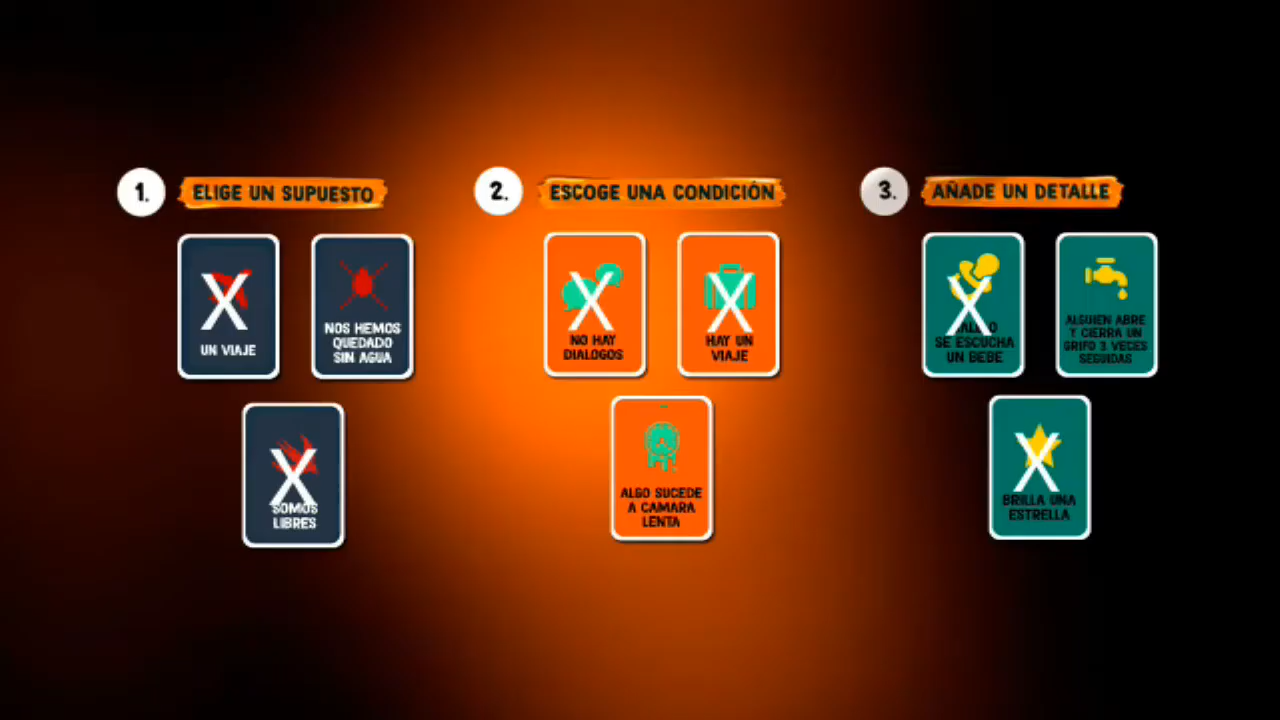 1.
ELIGE UN SUPUESTO
X
UN VIAJE
NOS HEMOS
QUEDADO
SIN AGUA
X
SOMOS
LIBRES
2.
ESCOGE UNA CONDICIÓN
X
NO HAY
DIALOGOS
X
HAY UN
VIAJE
ALGO SUCEDE
A CAMARA
LENTA
3.
AÑADE UN DETALLE
X
SE ESCUCHA
UN BEBE
ALGUIEN ABRE
Y CIERRA UN
GRIFO 3 VECES
SEGUIDAS
X
BRILLA UNA
ESTRELLA